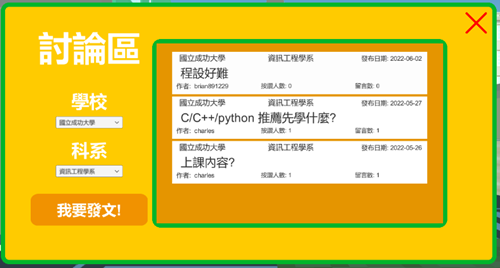 討論區
學校
國立成功大學
科系
資訊工程學系
我要發文!
國立成功大學 資訊工程學系 發布日期: 2022-06-02
程設好難
作者: brian891229 按讚人數: 0 留言數: 0
國立成功大學 資訊工程學系 發布日期: 2022-05-27
C/C++/python 推薦先學什麼?
作者: charles 按讚人數: 1 留言數: 1
國立成功大學 資訊工程學系 發布日期: 2022-05-26
上課內容?
作者: charles 按讚人數: 1 留言數: 1